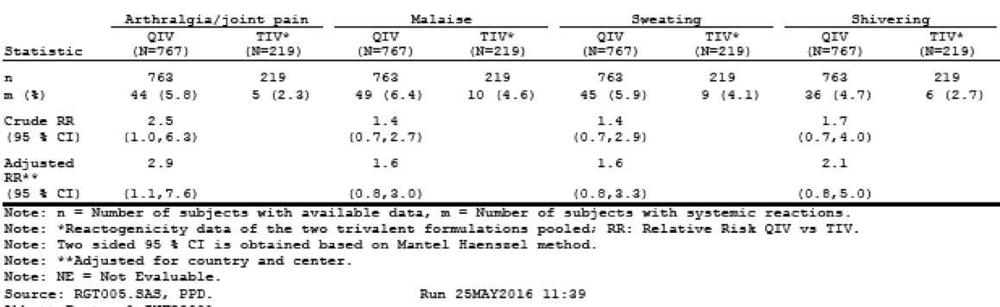 Arthralgia/joint pain Malaise Sweating Shivering
QIV TIV* QIV TIV* QIV TIV* QIV TIV*
Statistic (N=767) (N=219) (N=767) (N=219) (N=767) (N=219) (N=767) (N=219)
n 763 219 763 219 763 219 763 219
m (%) 44 (5.8) 5 (2.3) 49 (6.4) 10 (4.6) 45 (5.9) 9 (4.1) 36 (4.7) 6 (2.7)
Crude RR 2.5 1.4 1.4 1.7
(95 % CI) (1.0,6.3) (0.7,2.7) (0.7,2.9) (0.7,4.0)
Adjusted 2.9 1.6 1.6 2.1
RR**
(95 % CI) (1.1,7.6) (0.8,3.0) (0.8,3.3) (0.8,5.0)
Note: n = Number of subjects with available data, m = Number of subjects with systemic reactions.
Note: *Reactogenicity data of the two trivalent formulations pooled; RR: Relative Risk QIV vs TIV.
Note: Two sided 95 % CI is obtained based on Mantel Haenszel method.
Note: **Adjusted for country and center.
Note: NE = Not Evaluable.
Source: RGT005.SAS, PPD. Run 25MAY2016 11:39